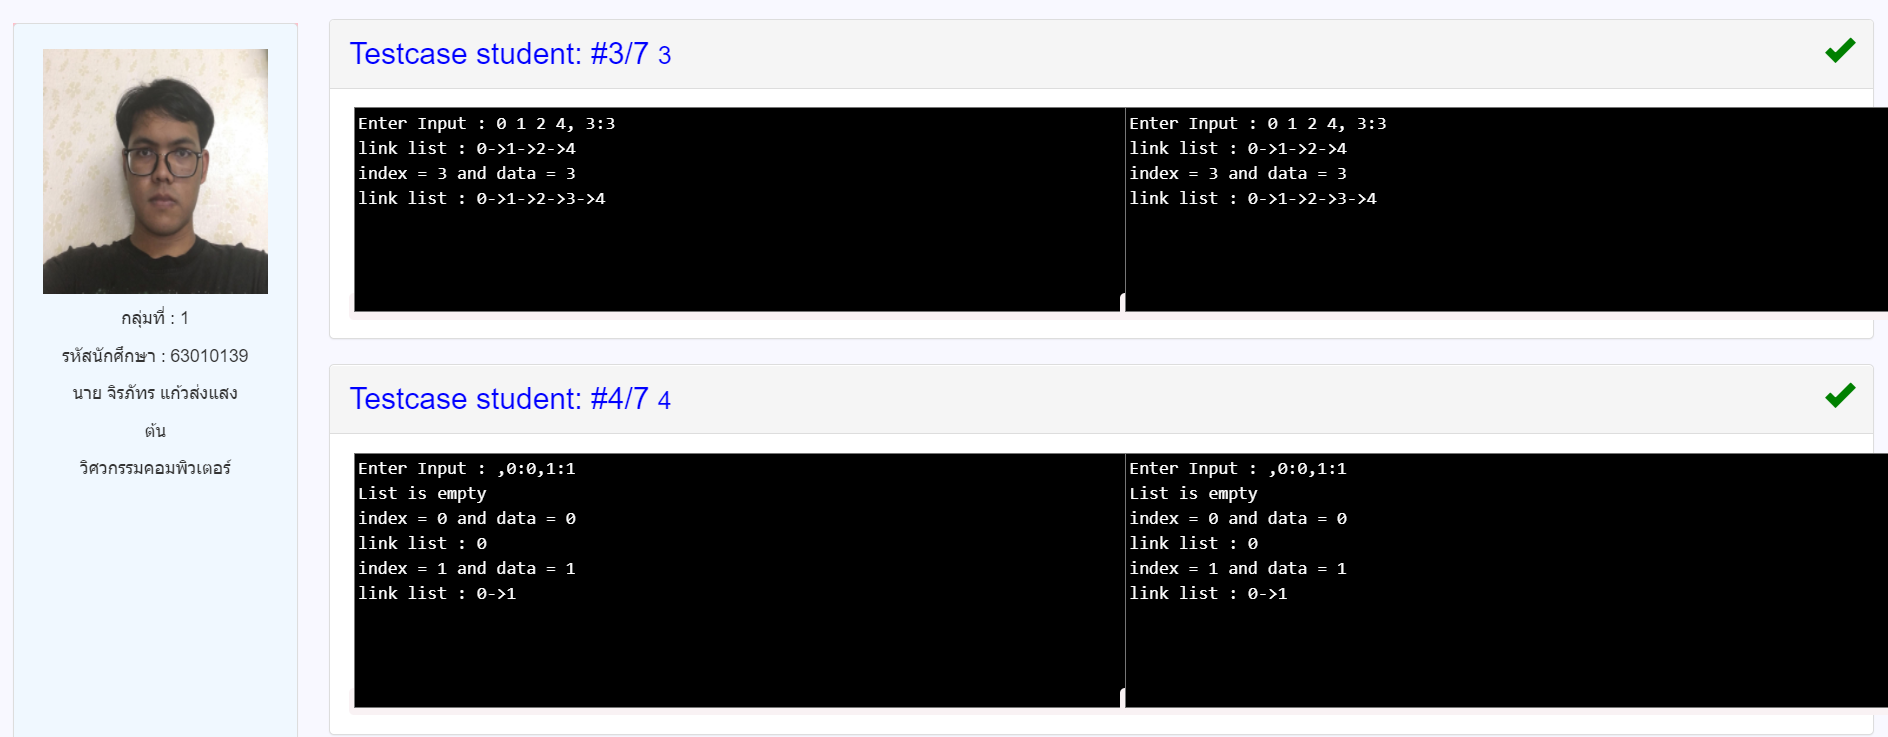 กลุ่มที่ : 1
รหัสนักศึกษา : 63010139
นาย จิรภัทร แก้วส่งแสง
ต้น
วิศวกรรมคอมพิวเตอร์
Testcase student: #3/7 3
Enter Input : 0 1 2 4, 3:3
link list : 0->1->2->4
index = 3 and data = 3
link list : 0->1->2->3->4
Enter Input : 0 1 2 4, 3:3
link list : 0->1->2->4
index = 3 and data = 3
link list : 0->1->2->3->4
Testcase student: #4/7 4
Enter Input : ,0:0,1:1
List is empty
index = 0 and data = 0
link list : 0
index = 1 and data = 1
link list : 0->1
Enter Input : ,0:0,1:1
List is empty
index = 0 and data = 0
link list : 0
index = 1 and data = 1
link list : 0->1